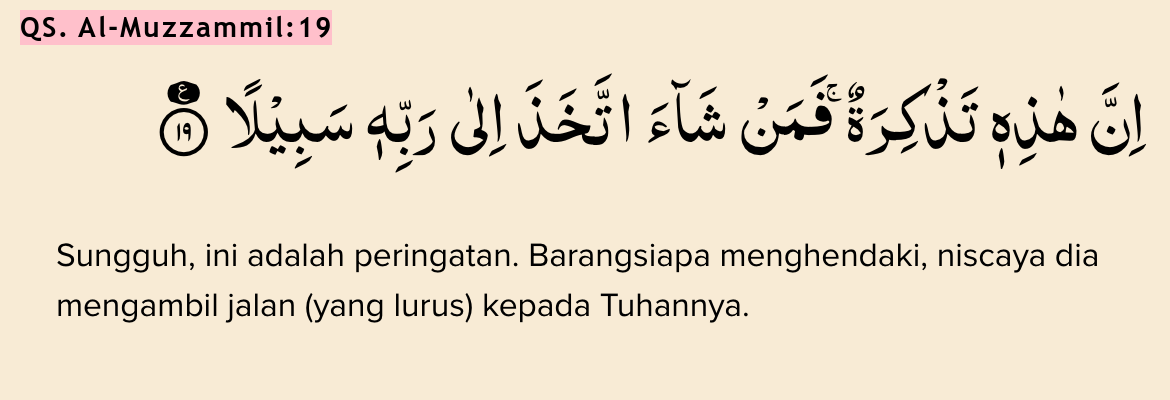 QS. Al-Muzzammil:19
اِنَّ هٰذِهٖ تَذْكِرَةٌ ۚفَمَنْ شَاۤءَ اتَّخَذَ اِلٰى رَبِّهٖ سَبِيْلًا ࣖ ١٩
Sungguh, ini adalah peringatan. Barangsiapa menghendaki, niscaya dia
mengambil jalan (yang lurus) kepada Tuhannya.